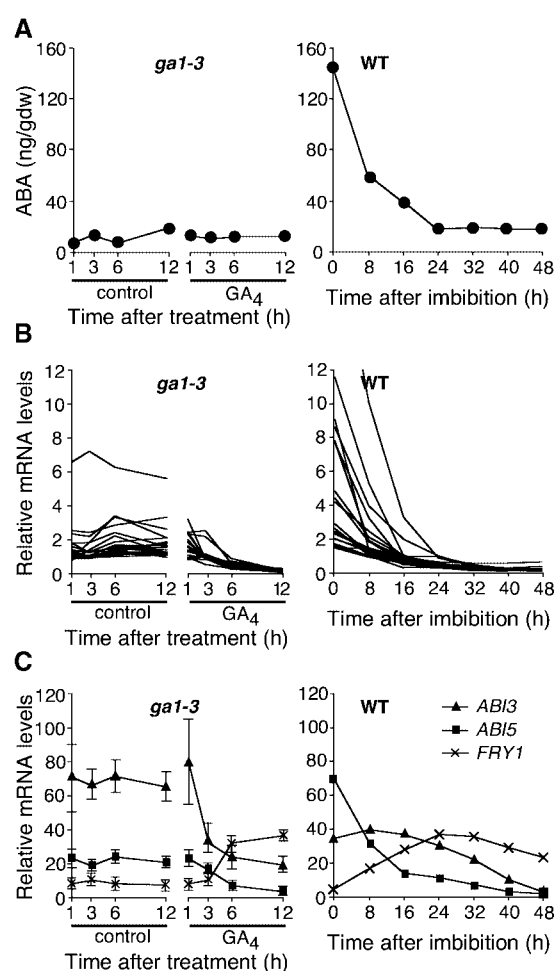 A
ga1-3
WT
ABA (ng/gdw)
160
120
80
40
0
160
120
80
40
0
1 3 6 12
1 3 6 12
0 8 16 24 32 40 48
control
GA4
Time after treatment (h)
Time after imbibition (h)
B
ga1-3
WT
Relative mRNA levels
12
10
8
6
4
2
0
12
10
8
6
4
2
0
1 3 6 12
1 3 6 12
0 8 16 24 32 40 48
control
GA4
Time after treatment (h)
Time after imbibition (h)
C
ga1-3
WT
Relative mRNA levels
120
100
80
60
40
20
0
120
100
80
60
40
20
0
ABI3
ABI5
FRY1
1 3 6 12
1 3 6 12
0 8 16 24 32 40 48
control
GA4
Time after treatment (h)
Time after imbibition (h)